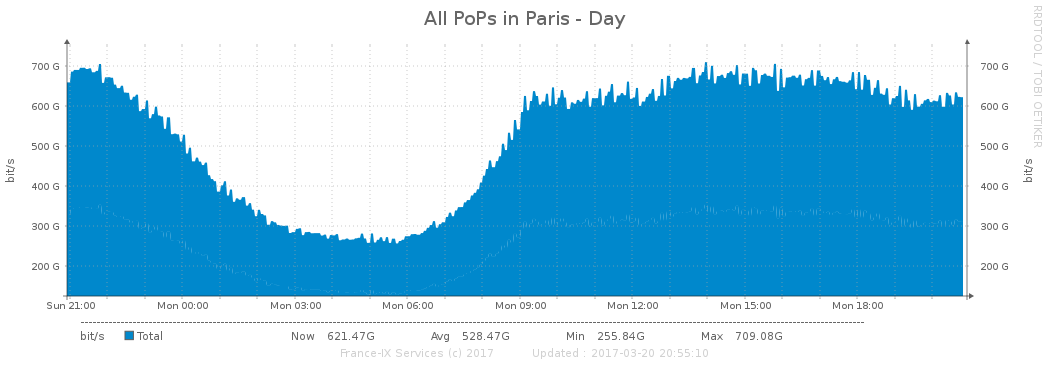 All PoPs in Paris - Day
RRDTOOL / TOBI OETIKER
700 G 700 G
600 G 600 G
500 G 500 G
400 G 400 G
300 G 300 G
200 G 200 G
bit/s bit/s
Sun 21:00 Mon 00:00 Mon 03:00 Mon 06:00 Mon 09:00 Mon 12:00 Mon 15:00 Mon 18:00
bit/s Total Now 621.47G Avg 528.47G Min 255.84G Max 709.08G
France-IX Services (c) 2017 Updated : 2017-03-20 20:55:10